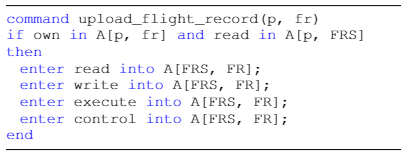 command upload_flight_record(p, fr)
if own in A[p, fr] and read in A[p, FRS]
then
enter read into A[FRS, FR];
enter write into A[FRS, FR];
enter execute into A[FRS, FR];
enter control into A[FRS, FR];
end